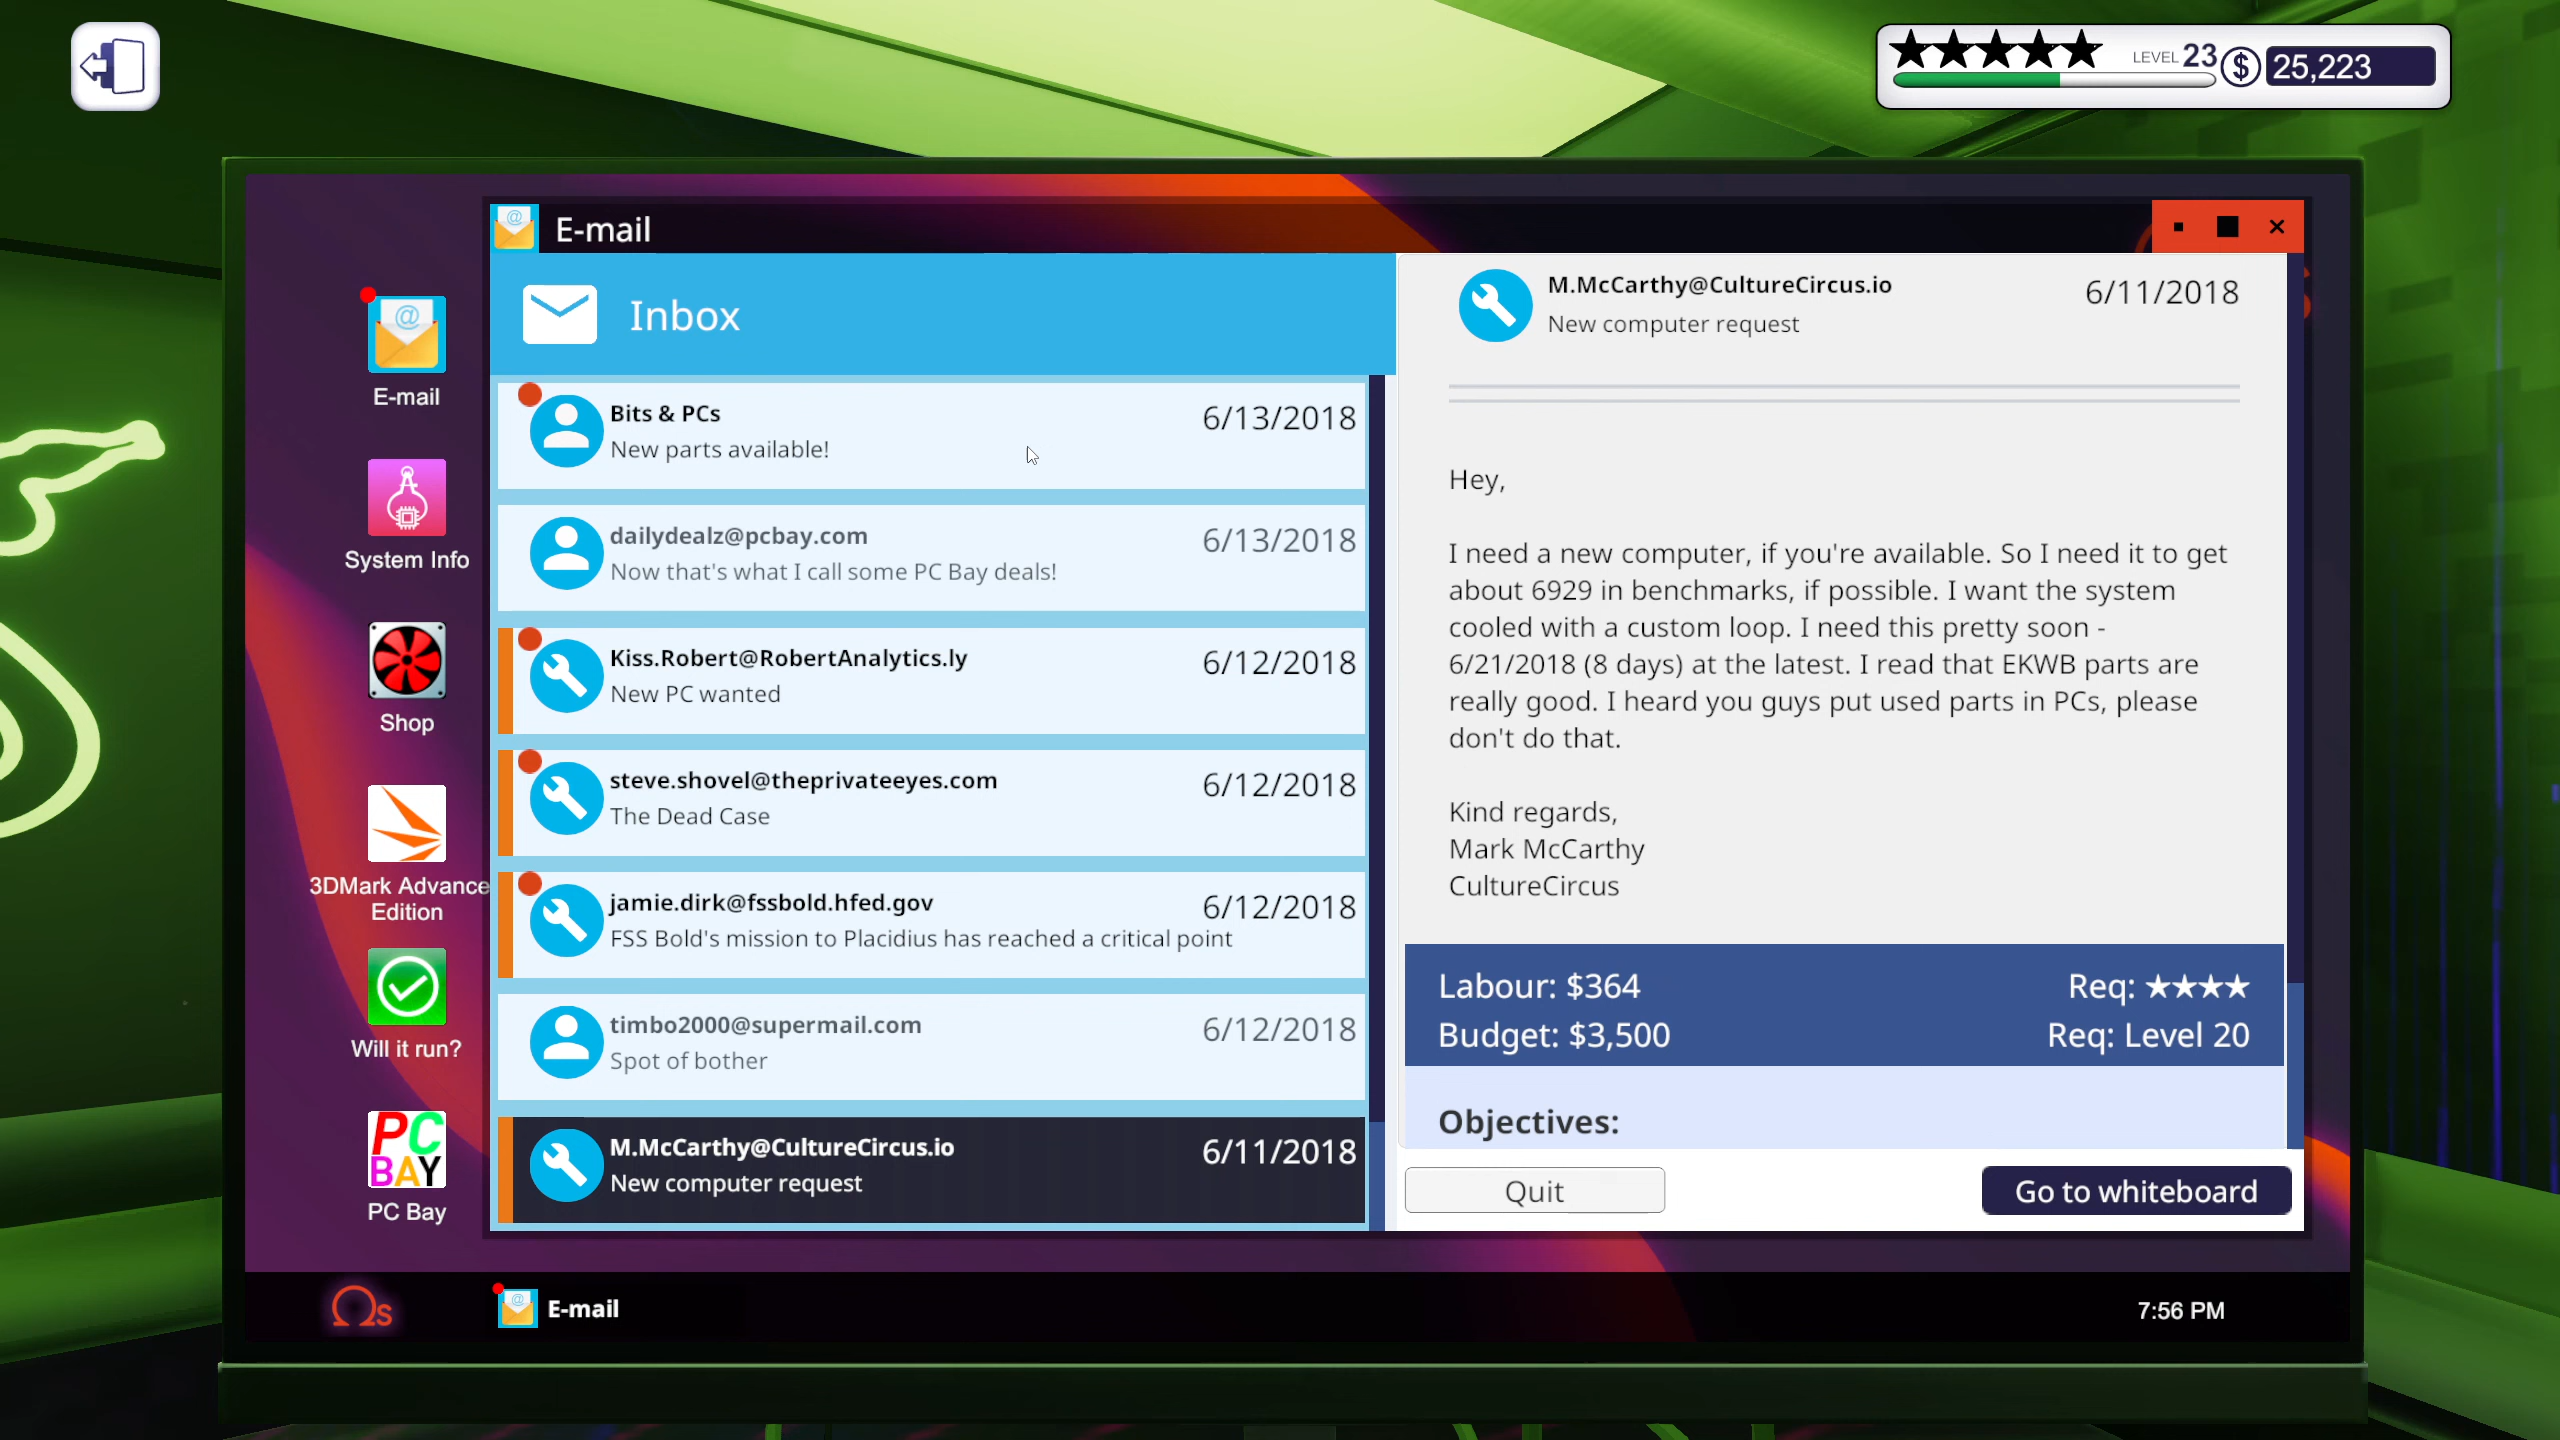 LEVEL 23
25,223
E-mail
E-mail
System Info
Shop
3DMark Advance
Edition
Will it run?
PC
BAY
PC Bay
Inbox
Bits & PCs
6/13/2018
New parts available!
dailydealz@pcbay.com
6/13/2018
Now that's what I call some PC Bay deals!
Kiss.Robert@RobertAnalytics.ly
6/12/2018
New PC wanted
steve.shovel@theprivateeyes.com
6/12/2018
The Dead Case
jamie.dirk@fssbold.hfed.gov
6/12/2018
FSS Bold's mission to Placidius has reached a critical point
timbo2000@supermail.com
6/12/2018
Spot of bother
M.McCarthy@CultureCircus.io
6/11/2018
New computer request
M.McCarthy@CultureCircus.io
6/11/2018
New computer request
Hey,
I need a new computer, if you're available. So I need it to get
about 6929 in benchmarks, if possible. I want the system
cooled with a custom loop. I need this pretty soon -
6/21/2018 (8 days) at the latest. I read that EKWB parts are
really good. I heard you guys put used parts in PCs, please
don't do that.
Kind regards,
Mark McCarthy
CultureCircus
Labour: $364
Req: ★★★★
Budget: $3,500
Req: Level 20
Objectives:
Quit
Go to whiteboard
Ωs
E-mail
7:56 PM